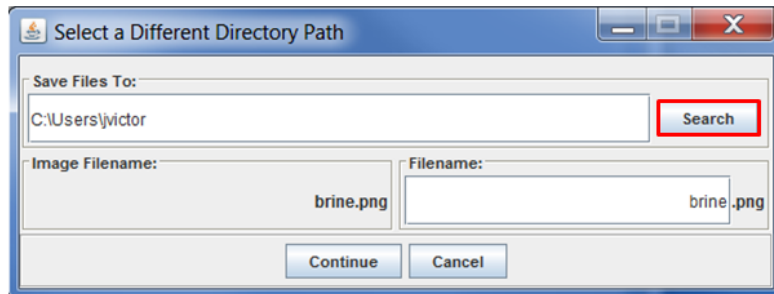 Select a Different Directory Path
Save Files To:
C:\Users\jvictor
Search
Image Filename:
brine.png
Filename:
brine .png
Continue
Cancel